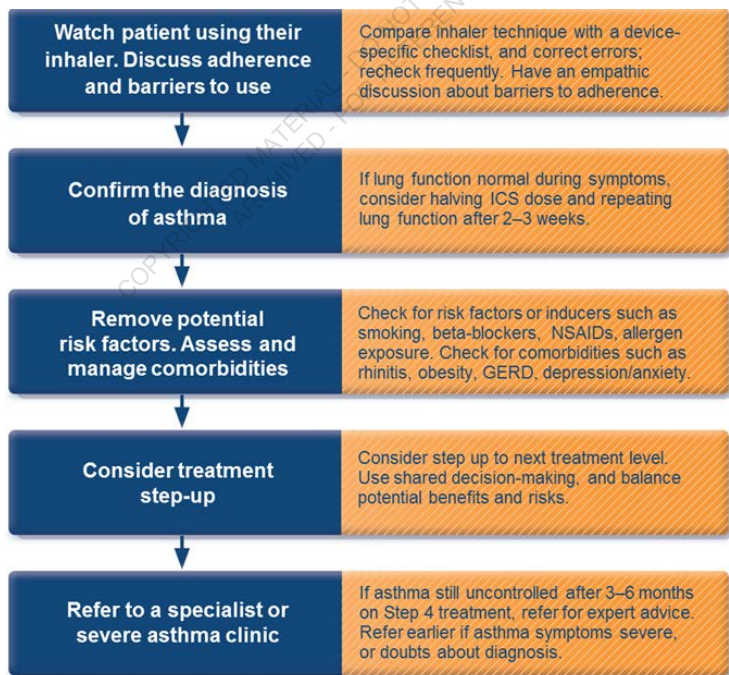 Watch patient using their
inhaler. Discuss adherence
and barriers to use
Compare inhaler technique with a device-
specific checklist, and correct errors;
recheck frequently. Have an empathic
discussion about barriers to adherence.
Confirm the diagnosis
of asthma
If lung function normal during symptoms,
consider halving ICS dose and repeating
lung function after 2–3 weeks.
Remove potential
risk factors. Assess and
manage comorbidities
Check for risk factors or inducers such as
smoking, beta-blockers, NSAIDs, allergen
exposure. Check for comorbidities such as
rhinitis, obesity, GERD, depression/anxiety.
Consider treatment
step-up
Consider step up to next treatment level.
Use shared decision-making, and balance
potential benefits and risks.
Refer to a specialist or
severe asthma clinic
If asthma still uncontrolled after 3–6 months
on Step 4 treatment, refer for expert advice.
Refer earlier if asthma symptoms severe,
or doubts about diagnosis.
COPYRIGHTED MATERIAL - DO NOT
ARCHIVED - FOR